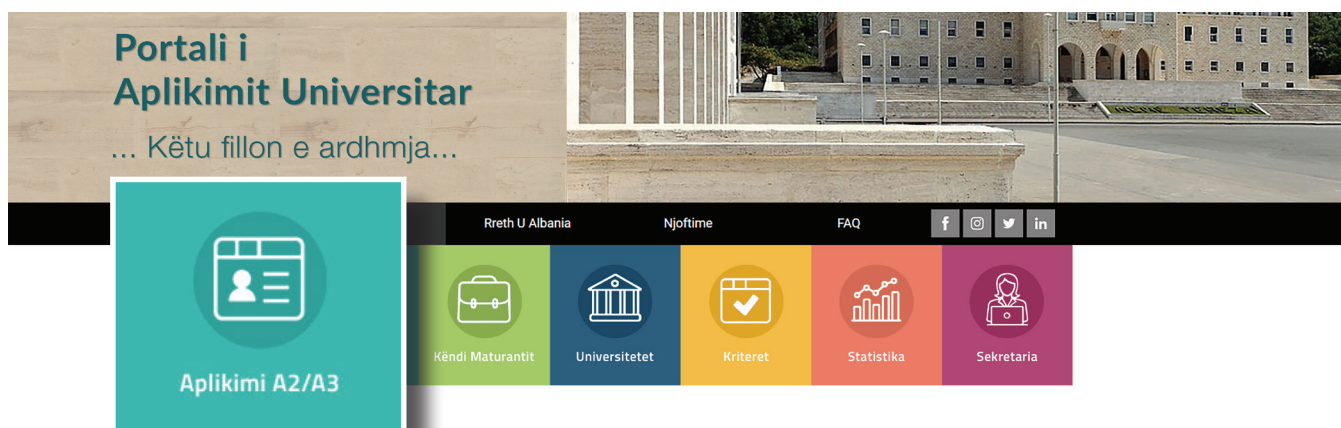 Portali i
Aplikimit Universitar
... Këtu fillon e ardhmja...
Rreth U Albania
Njoftime
FAQ
Aplikimi A2/A3
Këndi Maturantit
Universitetet
Kriteret
Statistika
Sekretaria